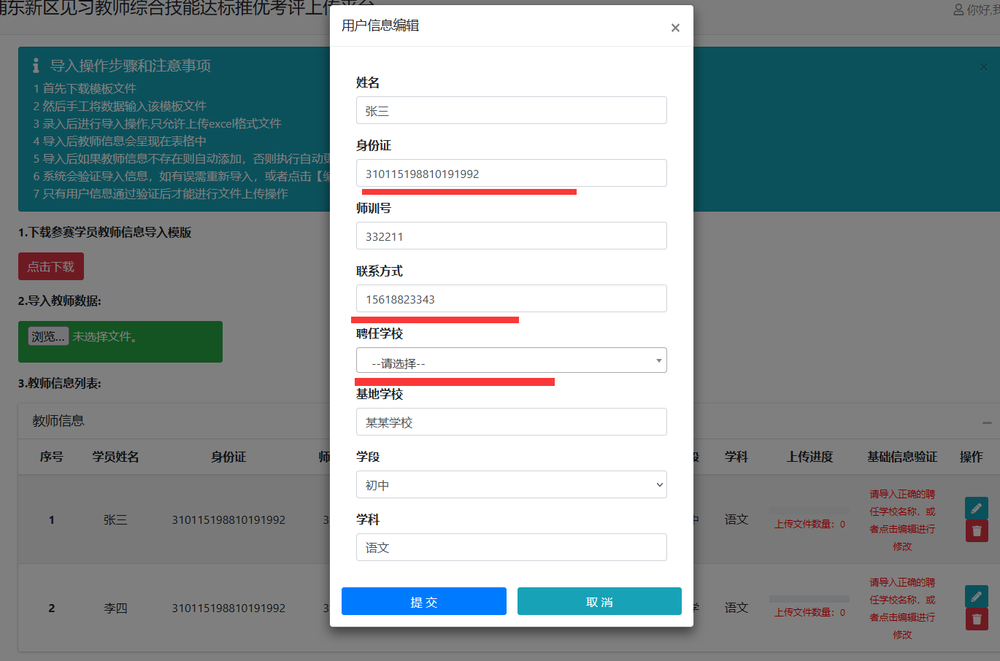 浦东新区见习教师综合技能达标推优考评上传平台
你好,我
导入操作步骤和注意事项
1 首先下载模板文件
2 然后手工将数据输入该模板文件
3 录入后进行导入操作,只允许上传excel格式文件
4 导入后教师信息会呈现在表格中
5 导入后如果教师信息不存在则自动添加，否则执行自动更
6 系统会验证导入信息，如有误需重新导入，或者点击【编
7 只有用户信息通过验证后才能进行文件上传操作
1.下载参赛学员教师信息导入模版
点击下载
2.导入教师数据:
浏览... 未选择文件。
3.教师信息列表:
教师信息
序号 学员姓名 身份证 师 段 学科 上传进度 基础信息验证 操作
1 张三 310115198810191992 3 中 语文 上传文件数量：0
请导入正确的聘
任学校名称，或
者点击编辑进行
修改
2 李四 310115198810191992 3 学 语文 上传文件数量：0
请导入正确的聘
任学校名称，或
者点击编辑进行
修改
用户信息编辑
×
姓名
张三
身份证
310115198810191992
师训号
332211
联系方式
15618823343
聘任学校
--请选择--
基地学校
某某学校
学段
初中
学科
语文
提 交
取 消